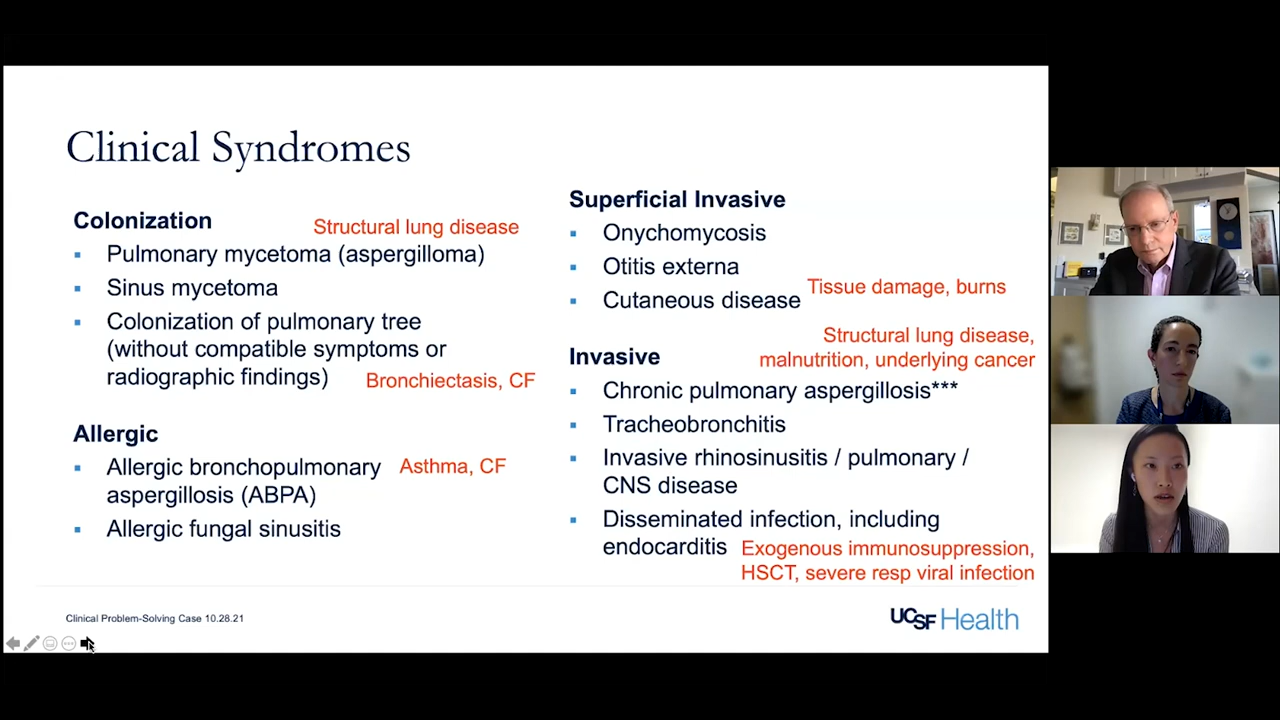 Clinical Syndromes
Colonization
Structural lung disease
▪ Pulmonary mycetoma (aspergilloma)
▪ Sinus mycetoma
▪ Colonization of pulmonary tree
(without compatible symptoms or
radiographic findings)
Bronchiectasis, CF
Allergic
▪ Allergic bronchopulmonary
aspergillosis (ABPA)
Asthma, CF
▪ Allergic fungal sinusitis
Superficial Invasive
▪ Onychomycosis
▪ Otitis externa
▪ Cutaneous disease
Tissue damage, burns
Invasive
Structural lung disease,
malnutrition, underlying cancer
▪ Chronic pulmonary aspergillosis***
▪ Tracheobronchitis
▪ Invasive rhinosinusitis / pulmonary /
CNS disease
▪ Disseminated infection, including
endocarditis
Exogenous immunosuppression,
HSCT, severe resp viral infection
Clinical Problem-Solving Case 10.28.21
UCSF Health